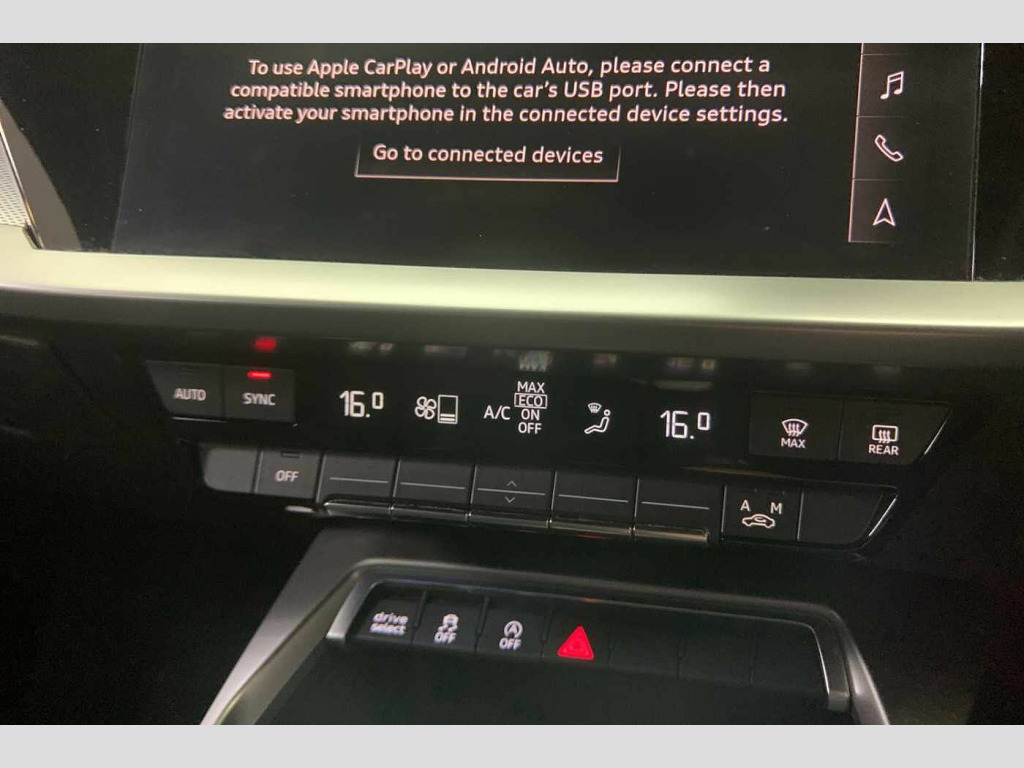 To use Apple CarPlay or Android Auto, please connect a
compatible smartphone to the car's USB port. Please then
activate your smartphone in the connected device settings.
Go to connected devices
AUTO
SYNC
16.0
A/C
MAX
ECO
ON
OFF
16.0
MAX
REAR
OFF
A M
drive
select
OFF
A
OFF